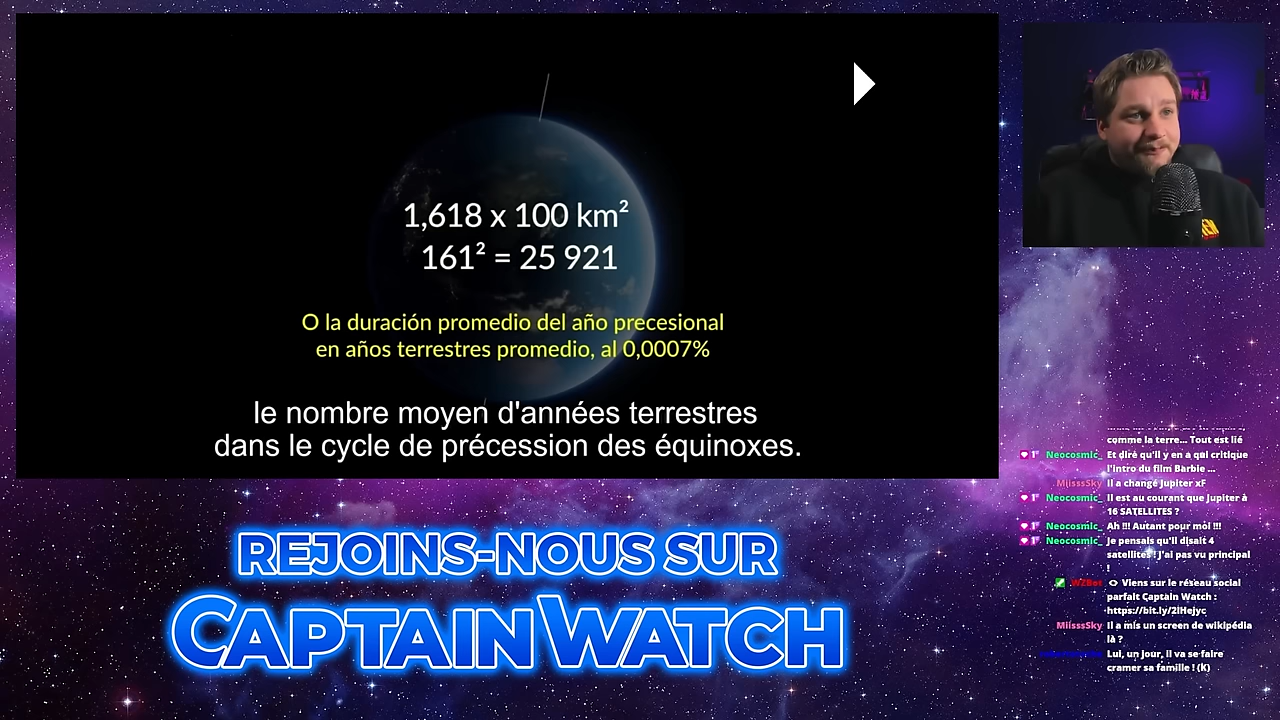 1,618 x 100 km²
161² = 25 921
O la duración promedio del año precesional
en años terrestres promedio, al 0,0007%
le nombre moyen d'années terrestres
dans le cycle de précession des équinoxes.
REJOINS-NOUS SUR
CAPTAINWATCH
comme la terre... Tout est lié
Neocosmic_ Et dire qu'il y en a qui critique
l'intro du film Barbie ...
MiisssSky Il a changé Jupiter xF
Neocosmic_ Il est au courant que Jupiter à
16 SATELLITES ?
Neocosmic_ Ah !!! Autant pour moi !!!
Neocosmic_ Je pensais qu'il disait 4
satellites ! J'ai pas vu principal
!
WZBot Viens sur le réseau social
parfait Captain Watch :
https://bit.ly/2IHejyc
MiisssSky Il a mis un screen de wikipédia
là ?
Lui, un jour, il va se faire
cramer sa famille ! (K)